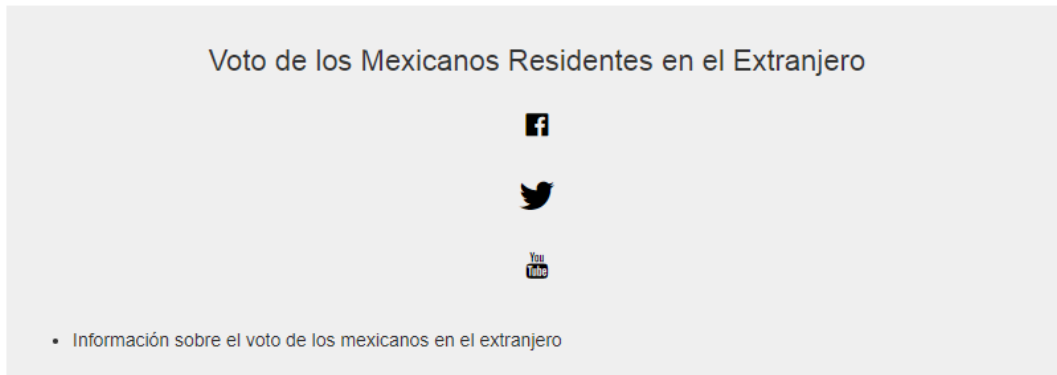 Voto de los Mexicanos Residentes en el Extranjero
You
Tube
Información sobre el voto de los mexicanos en el extranjero